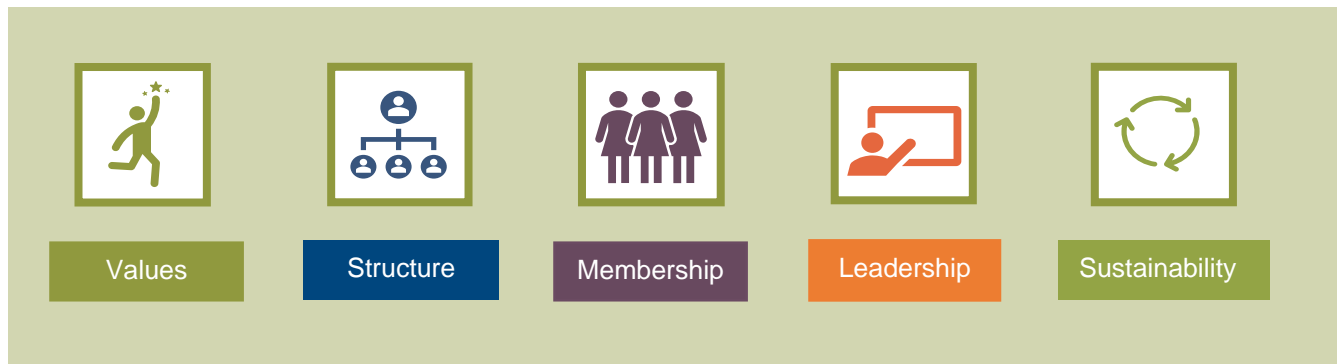 Values
Structure
Membership
Leadership
Sustainability